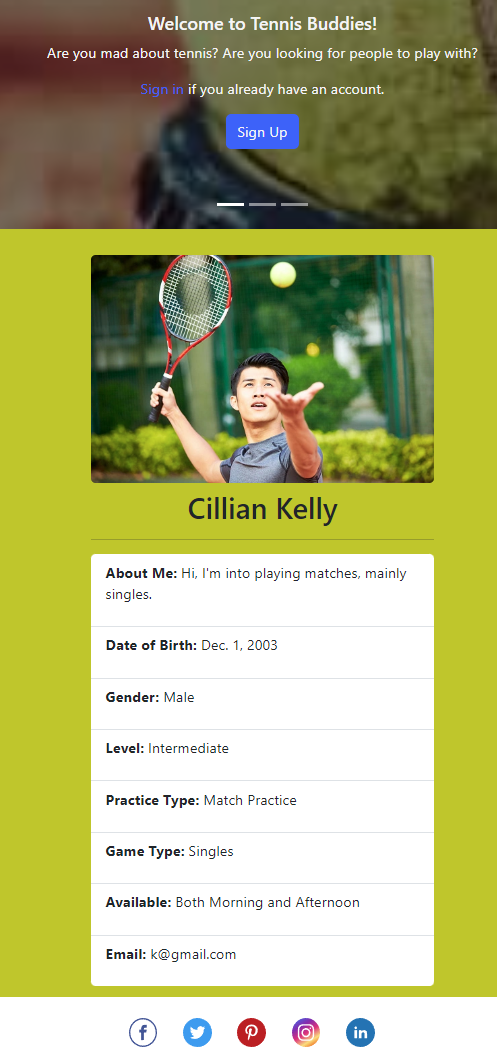 Welcome to Tennis Buddies!
Are you mad about tennis? Are you looking for people to play with?
Sign in if you already have an account.
Sign Up
Cillian Kelly
About Me: Hi, I'm into playing matches, mainly
singles.
Date of Birth: Dec. 1, 2003
Gender: Male
Level: Intermediate
Practice Type: Match Practice
Game Type: Singles
Available: Both Morning and Afternoon
Email: k@gmail.com